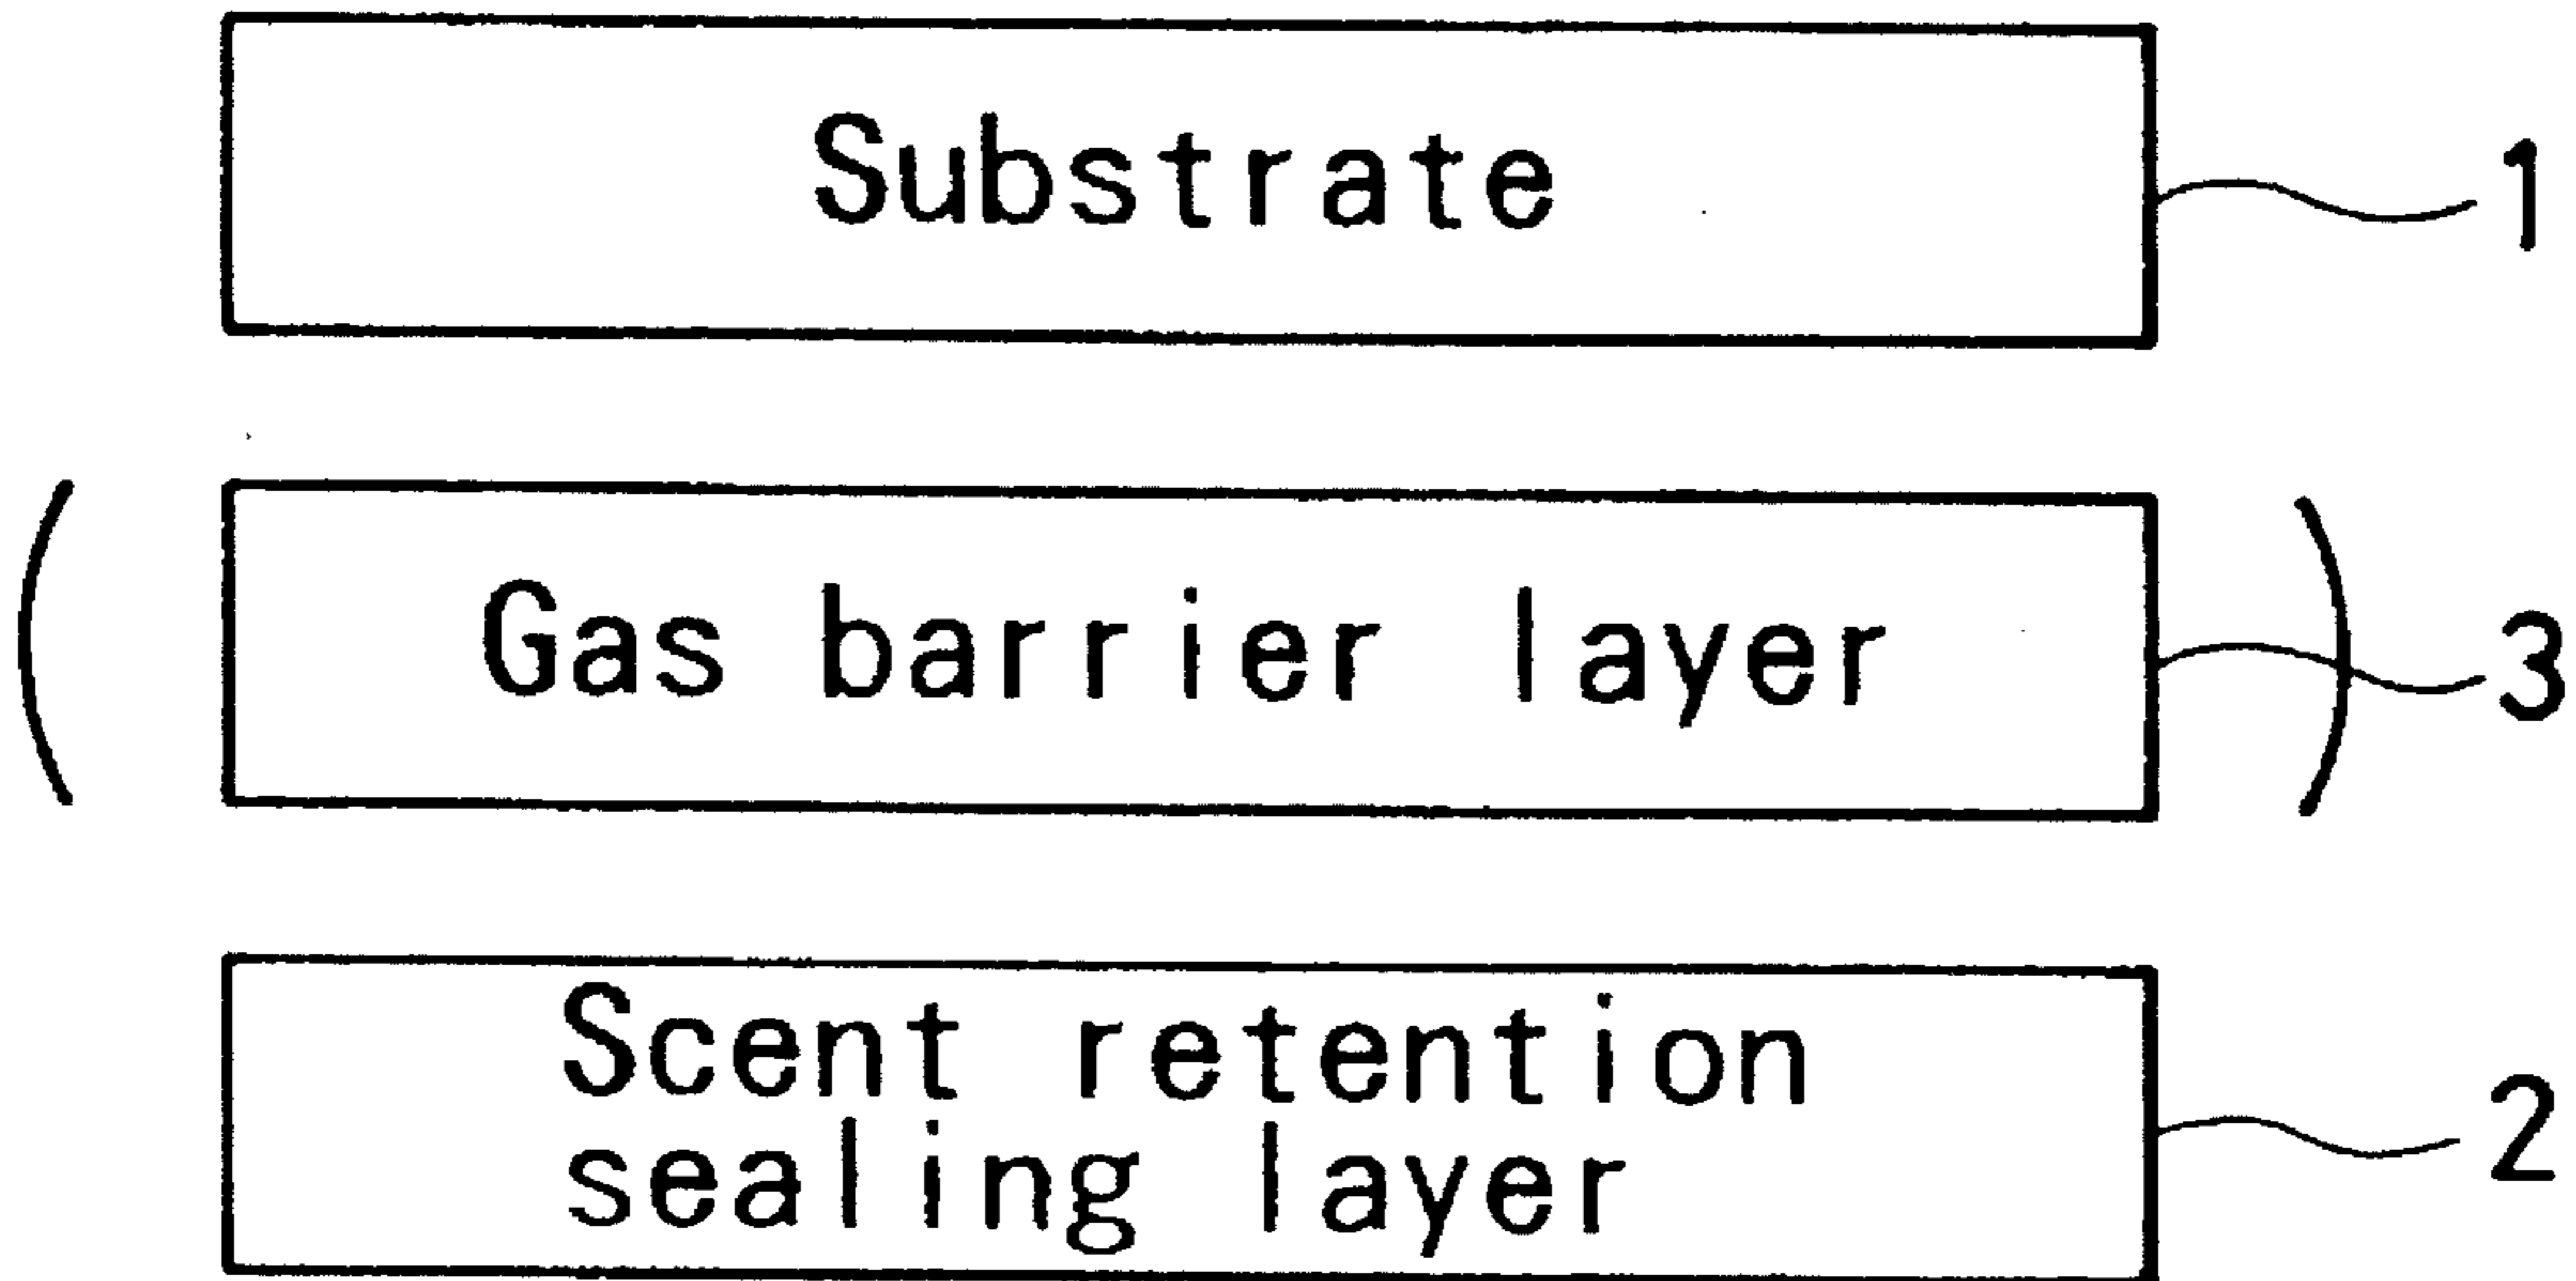 Substrate 1
( Gas barrier layer ) 3
Scent retention
sealing layer 2